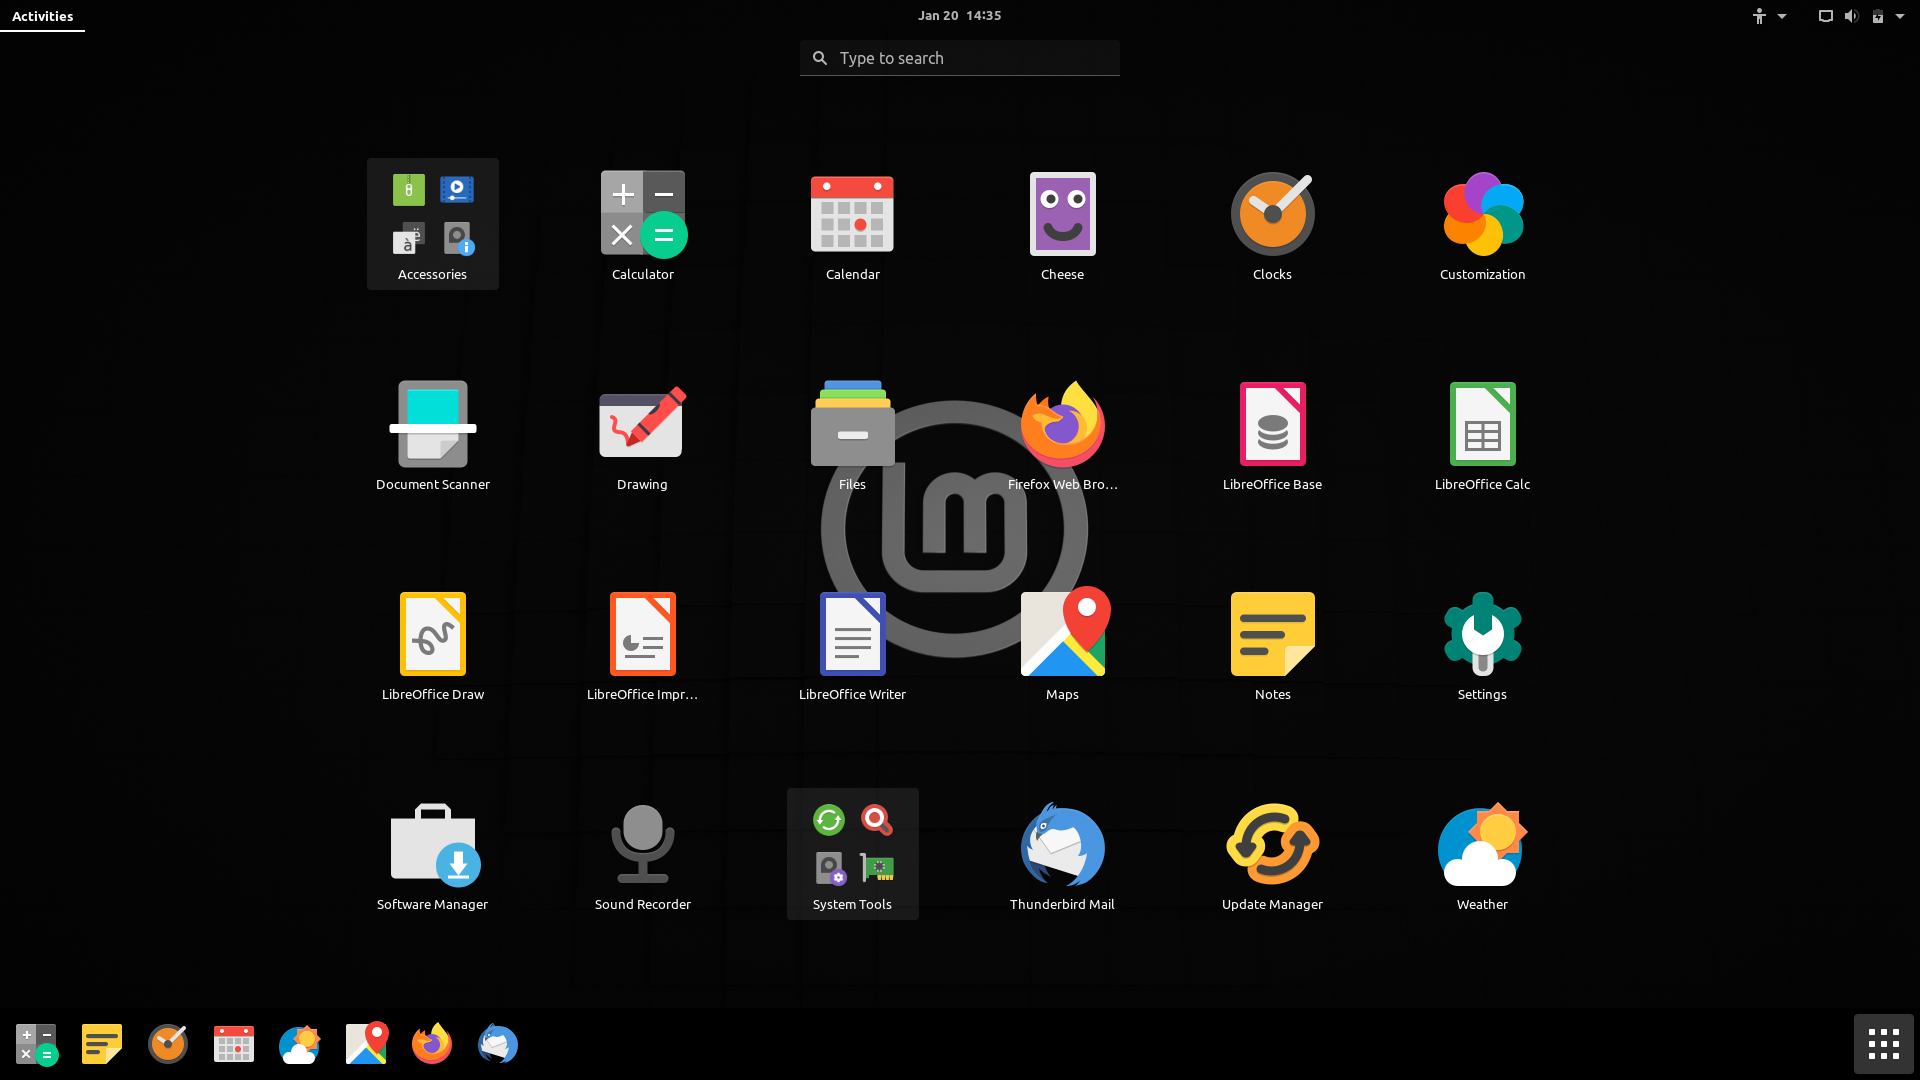 Activities
Jan 20 14:35
Type to search
Accessories
Calculator
Calendar
Cheese
Clocks
Customization
Document Scanner
Drawing
Files
Firefox Web Bro…
LibreOffice Base
LibreOffice Calc
LibreOffice Draw
LibreOffice Impr…
LibreOffice Writer
Maps
Notes
Settings
Software Manager
Sound Recorder
System Tools
Thunderbird Mail
Update Manager
Weather